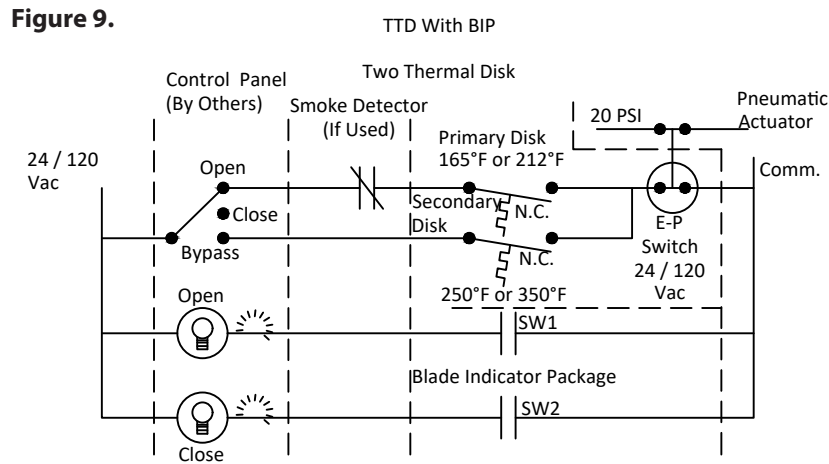 Figure 9.
TTD With BIP
Two Thermal Disk
Control Panel
(By Others)
Smoke Detector
(If Used)
Primary Disk
165°F or 212°F
20 PSI
Pneumatic
Actuator
24 / 120
Vac
Open
Close
Bypass
Secondary
Disk
N.C.
N.C.
250°F or 350°F
E-P
Switch
24 / 120
Vac
Comm.
Open
SW1
Blade Indicator Package
SW2
Close